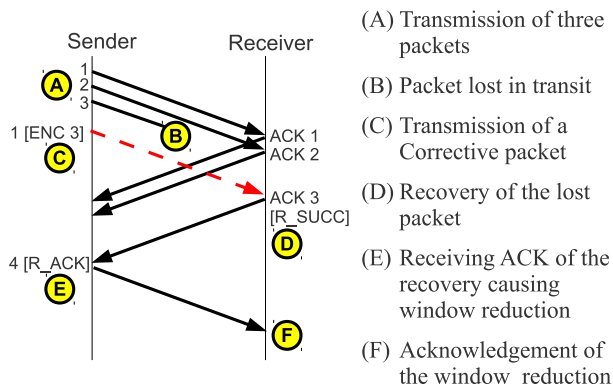 Sender
Receiver
1
2
3
A
B
1 [ENC 3]
C
ACK 1
ACK 2
ACK 3
[R_SUCC]
D
4 [R_ACK]
E
F
(A) Transmission of three
packets
(B) Packet lost in transit
(C) Transmission of a
Corrective packet
(D) Recovery of the lost
packet
(E) Receiving ACK of the
recovery causing
window reduction
(F) Acknowledgement of
the window reduction